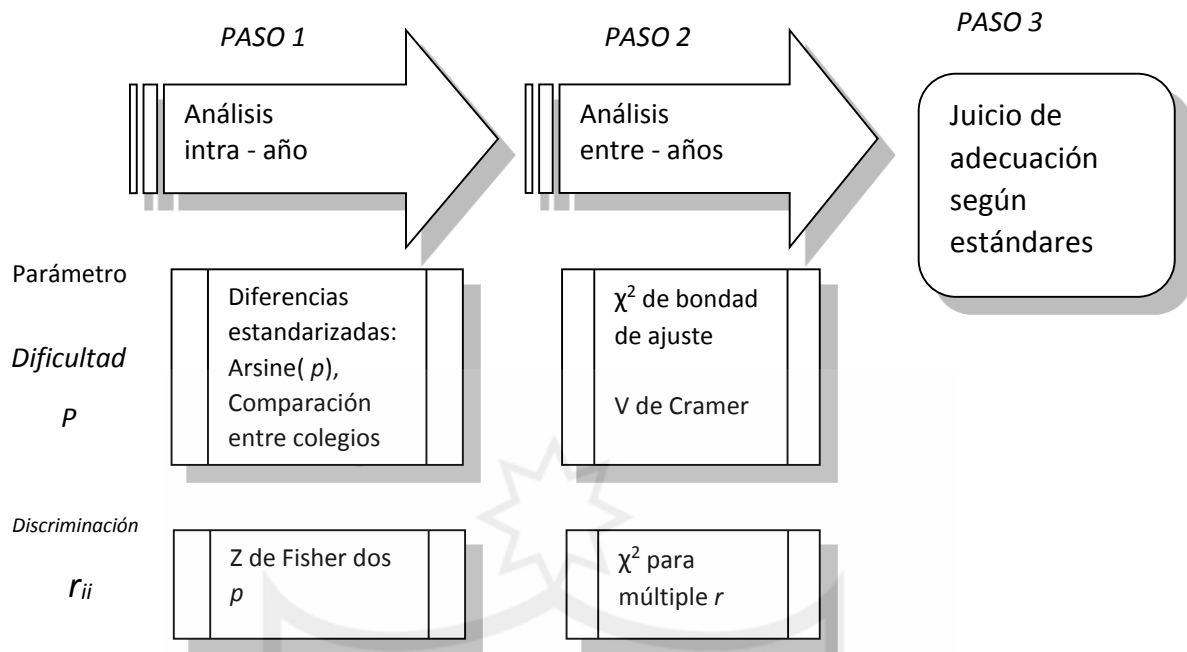 PASO 1
PASO 2
PASO 3
Análisis
intra - año
Análisis
entre - años
Juicio de
adecuación
según
estándares
Parámetro
Dificultad
P
Diferencias
estandarizadas:
Arsine( p),
Comparación
entre colegios
χ² de bondad
de ajuste
V de Cramer
Discriminación
rii
Z de Fisher dos
p
χ² para
múltiple r